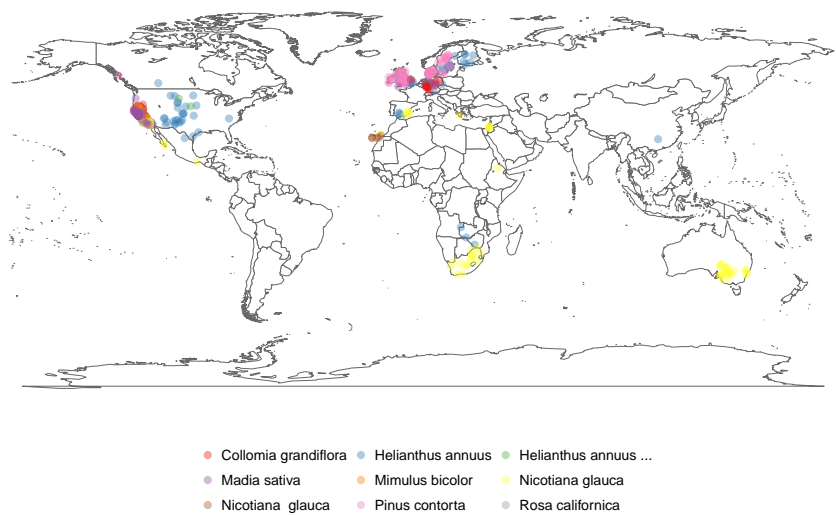 Collomia grandiflora Helianthus annuus Helianthus annuus ...
Madia sativa Mimulus bicolor Nicotiana glauca
Nicotiana  glauca Pinus contorta Rosa californica